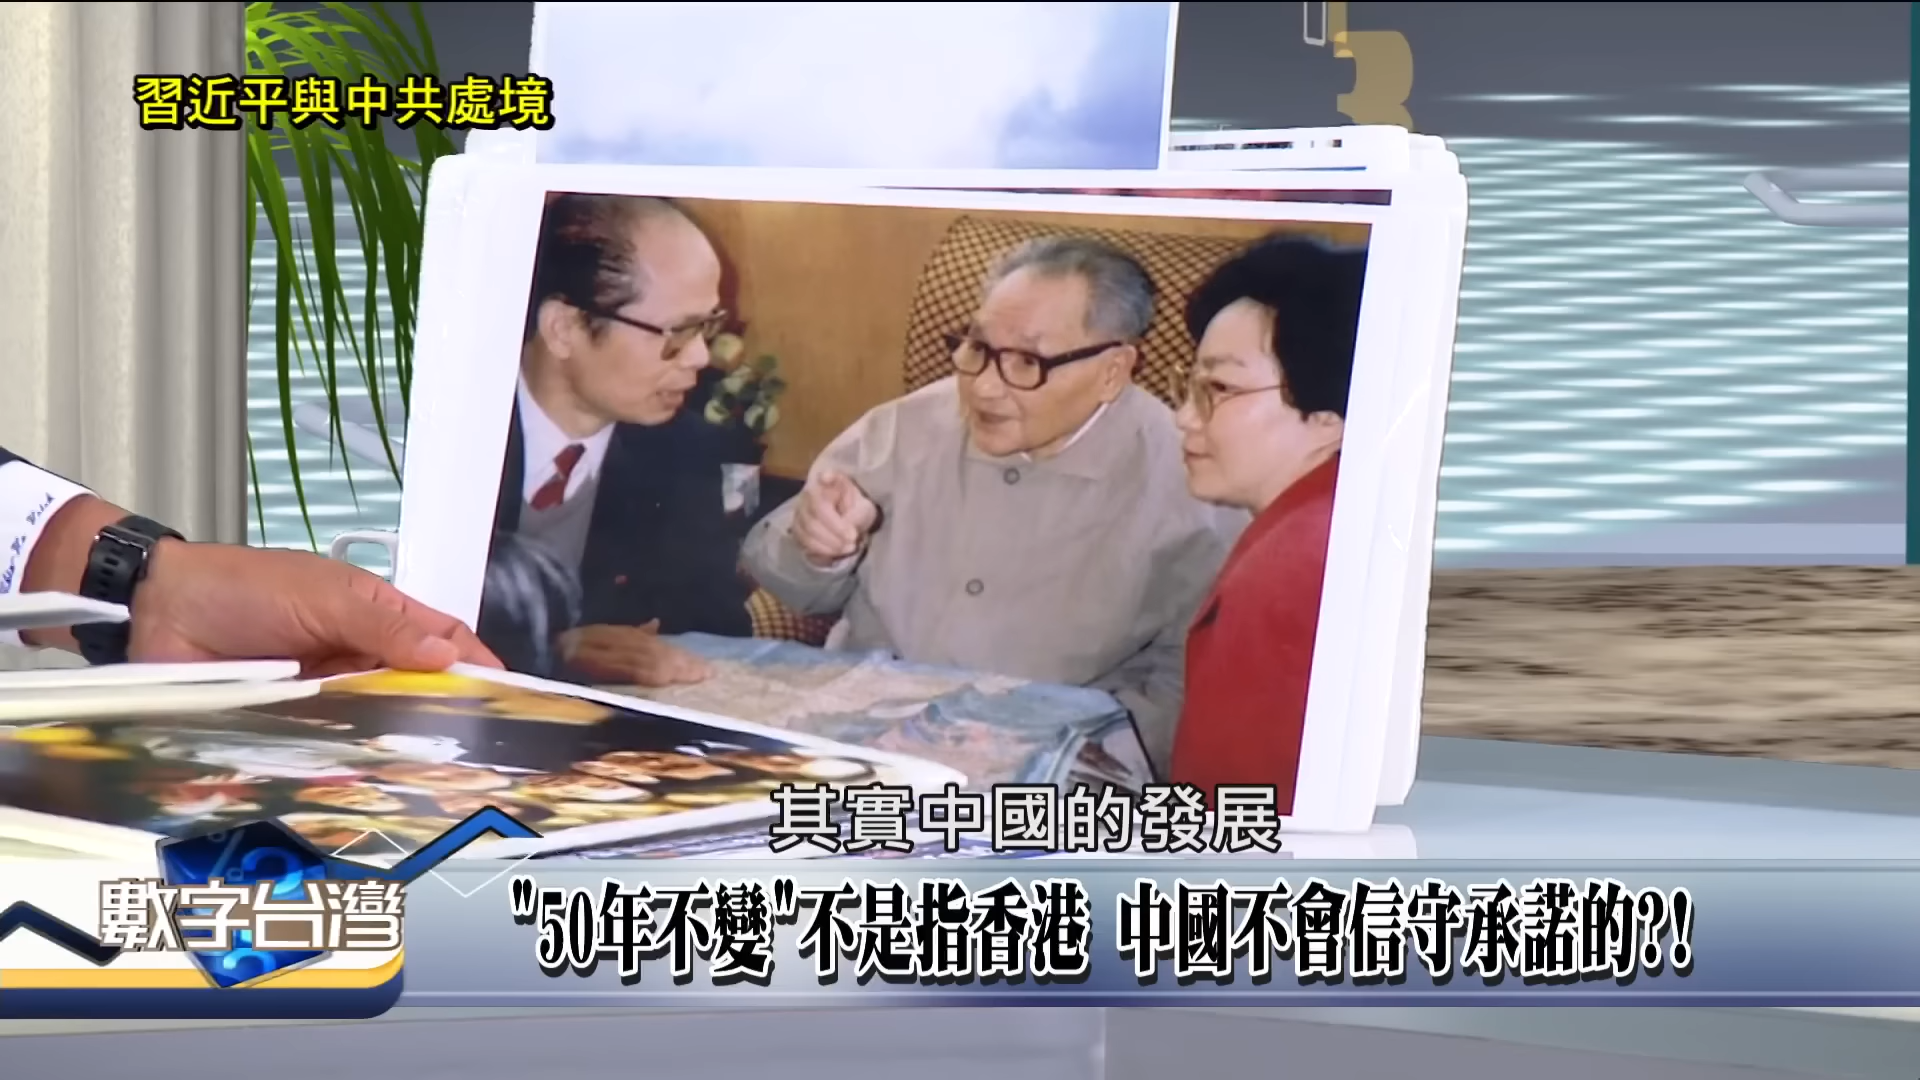 習近平與中共處境
其實中國的發展
數字台灣
"50年不變"不是指香港 中國不會信守承諾的?!